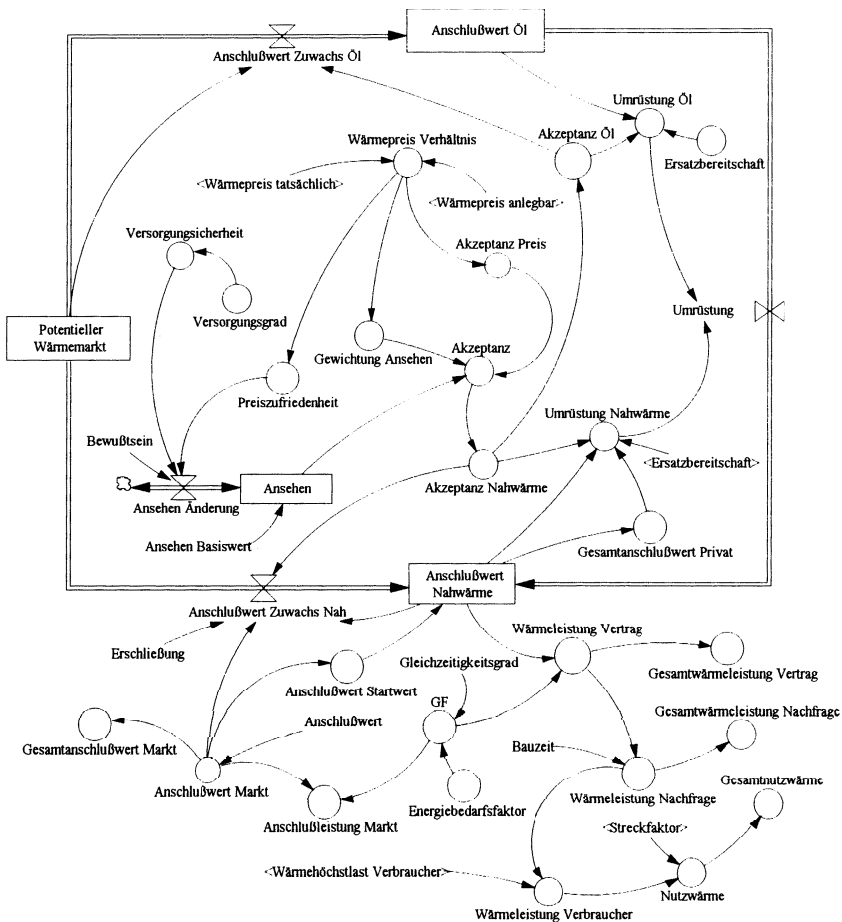 Anschlußwert Öl
Anschlußwert Zuwachs Öl
Umrüstung Öl
Akzeptanz Öl
Wärmepreis Verhältnis
Ersatzbereitschaft
<Wärmepreis tatsächlich>
<Wärmepreis anlegbar>
Versorgungsicherheit
Akzeptanz Preis
Versorgungsgrad
Umrüstung
Potentieller
Wärmemarkt
Gewichtung Ansehen
Akzeptanz
Preiszufriedenheit
Umrüstung Nahwärme
Bewußtsein
<Ersatzbereitschaft>
Ansehen
Akzeptanz Nahwärme
Ansehen Änderung
Ansehen Basiswert
Gesamtanschlußwert Privat
Anschlußwert
Nahwärme
Anschlußwert Zuwachs Nah
Wärmeleistung Vertrag
Erschließung
Gleichzeitigkeitsgrad
Gesamtwärmeleistung Vertrag
Anschlußwert Startwert
GF
Gesamtwärmeleistung Nachfrage
Anschlußwert
Gesamtanschlußwert Markt
Bauzeit
Anschlußwert Markt
Wärmeleistung Nachfrage
Gesamtnutzwärme
Energiebedarfsfaktor
Anschlußleistung Markt
<Streckfaktor>
<Wärmehöchstlast Verbraucher>
Nutzwärme
Wärmeleistung Verbraucher